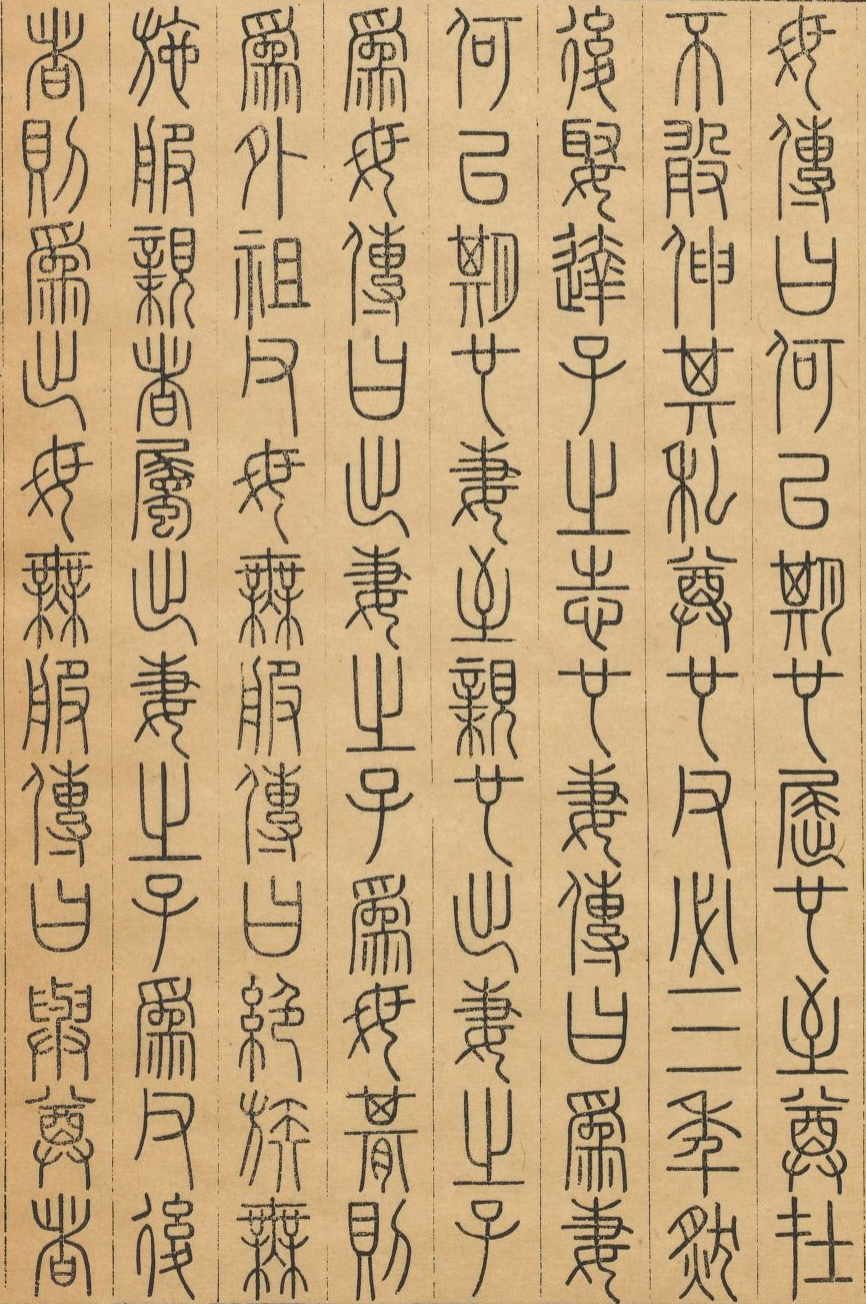 母傳曰何以期也屈也至尊在
不敢伸其私尊也父必三年然
後娶達子之志也妻傳曰爲妻
何以期也妻至親也出妻之子
爲母傳曰出妻之子爲母朞則
爲外祖父母無服傳曰絕族無
施服親者屬出妻之子爲父後
者則爲出母無服傳曰與尊者